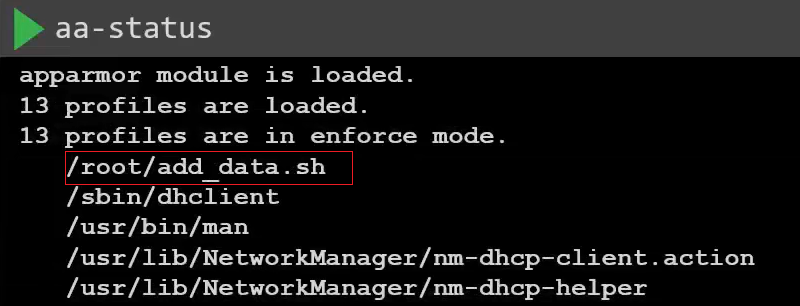 aa-status
apparmor module is loaded.
13 profiles are loaded.
13 profiles are in enforce mode.
/root/add_data.sh
/sbin/dhclient
/usr/bin/man
/usr/lib/NetworkManager/nm-dhcp-client.action
/usr/lib/NetworkManager/nm-dhcp-helper